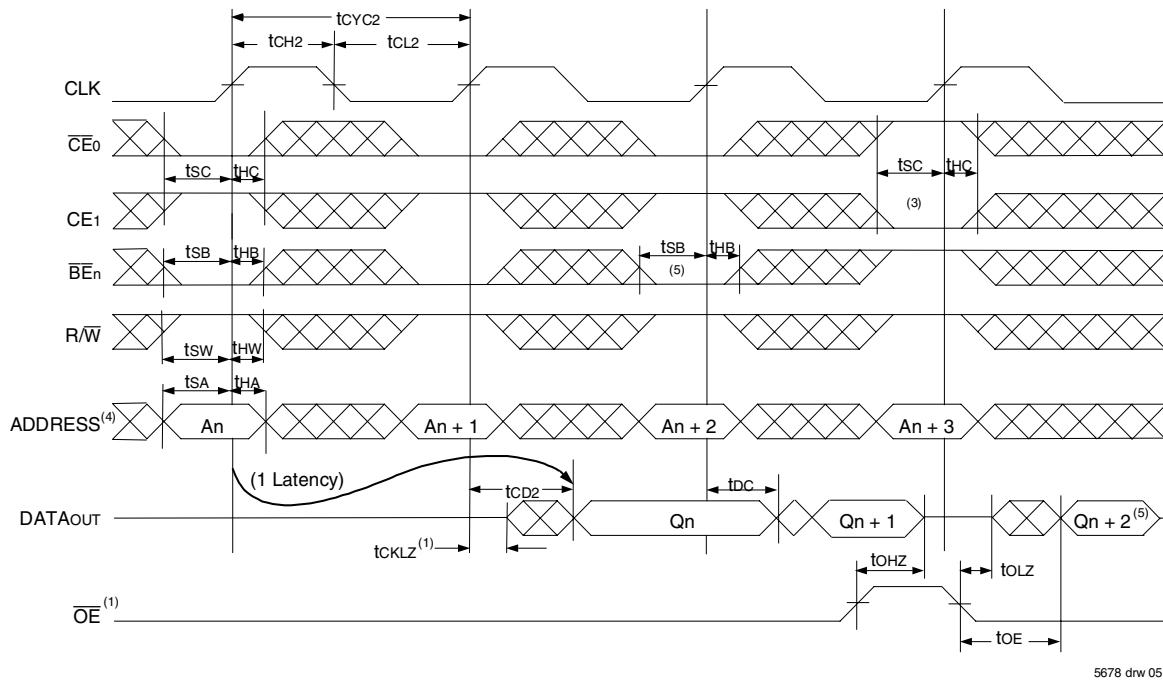 tCYC2
tCH2 tCL2
CLK
CE0
tSC tHC tSC tHC
CE1 (3)
tSB tHB tSB tHB
BEn (5)
R/W
tSW tHW
tSA tHA
ADDRESS(4) An An + 1 An + 2 An + 3
(1 Latency) tCD2 tDC
DATAOUT Qn Qn + 1 Qn + 2(5)
tCKLZ(1) tOHZ tOLZ
OE(1)
tOE
5678 drw 05